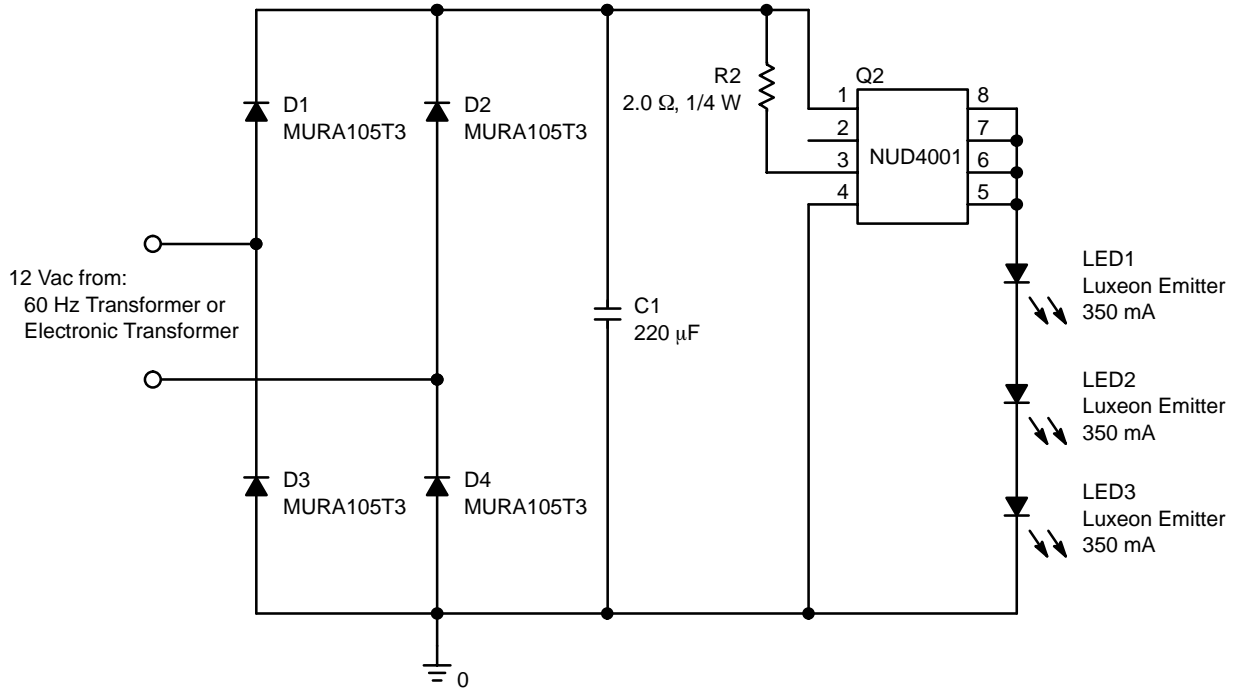 D1
MURA105T3
D2
MURA105T3
R2
2.0 Ω, 1/4 W
Q2
1
2
3
4
NUD4001
8
7
6
5
12 Vac from:
60 Hz Transformer or
Electronic Transformer
C1
220 μF
LED1
Luxeon Emitter
350 mA
LED2
Luxeon Emitter
350 mA
D3
MURA105T3
D4
MURA105T3
LED3
Luxeon Emitter
350 mA
0